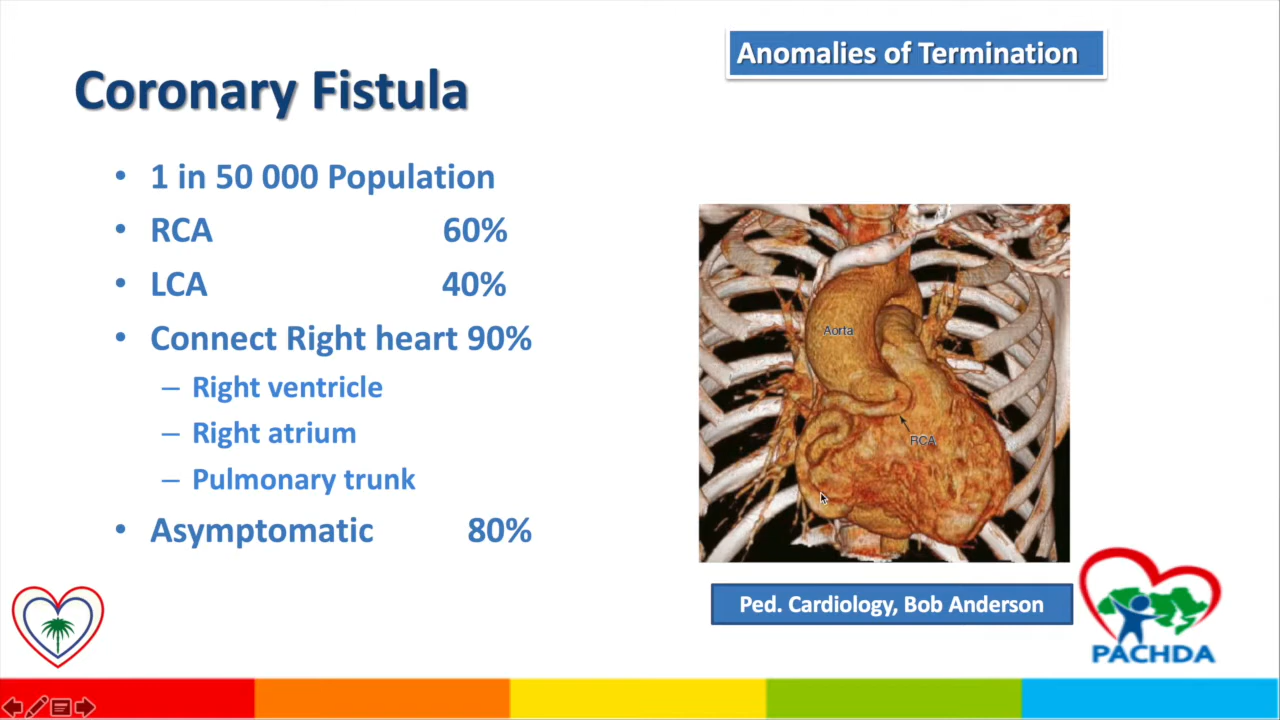 Anomalies of Termination
Coronary Fistula
• 1 in 50 000 Population
• RCA 60%
• LCA 40%
• Connect Right heart 90%
– Right ventricle
– Right atrium
– Pulmonary trunk
• Asymptomatic 80%
Aorta
RCA
Ped. Cardiology, Bob Anderson
PACHDA